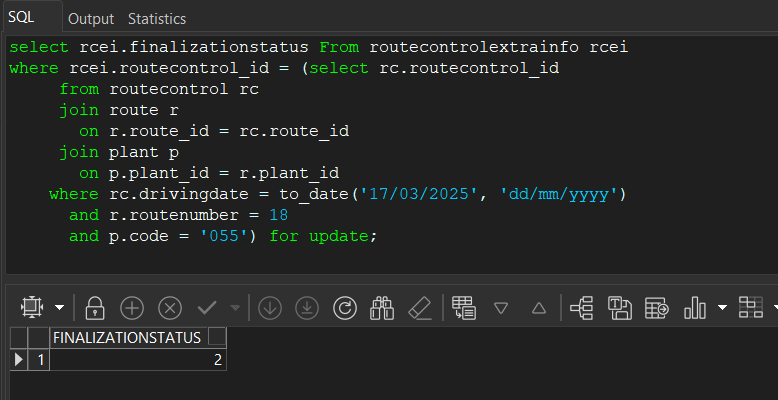 SQL Output Statistics
select rcei.finalizationstatus From routecontrolextrainfo rcei
where rcei.routecontrol_id = (select rc.routecontrol_id
from routecontrol rc
join route r
on r.route_id = rc.route_id
join plant p
on p.plant_id = r.plant_id
where rc.drivingdate = to_date('17/03/2025', 'dd/mm/yyyy')
and r.routenumber = 18
and p.code = '055') for update;
FINALIZATIONSTATUS
1 2